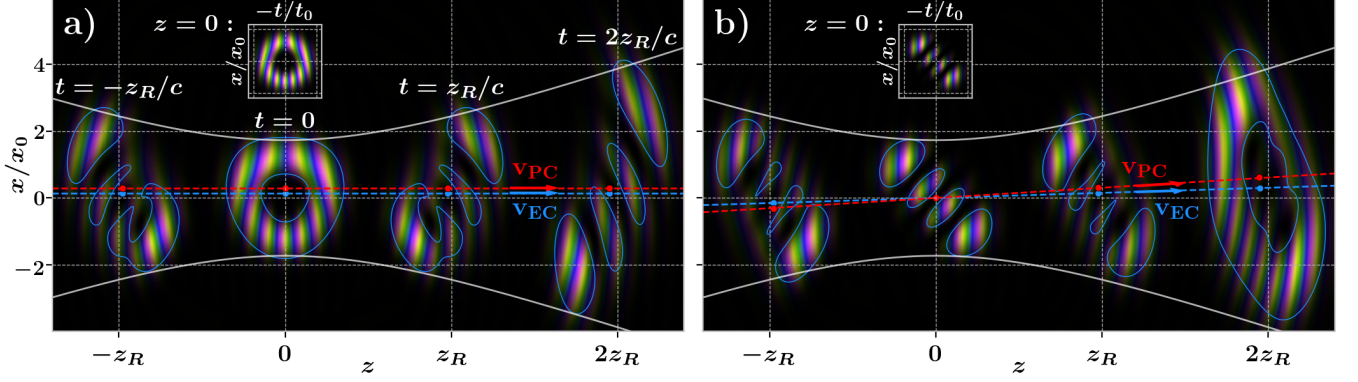 a)
z = 0 :
−t/t₀
x/x₀
t = −z_R/c
t = 0
t = z_R/c
t = 2z_R/c
v_PC
v_EC
x/x₀
4
2
0
−2
−z_R
0
z_R
2z_R
z
b)
z = 0 :
−t/t₀
x/x₀
v_PC
v_EC
−z_R
0
z_R
2z_R
z